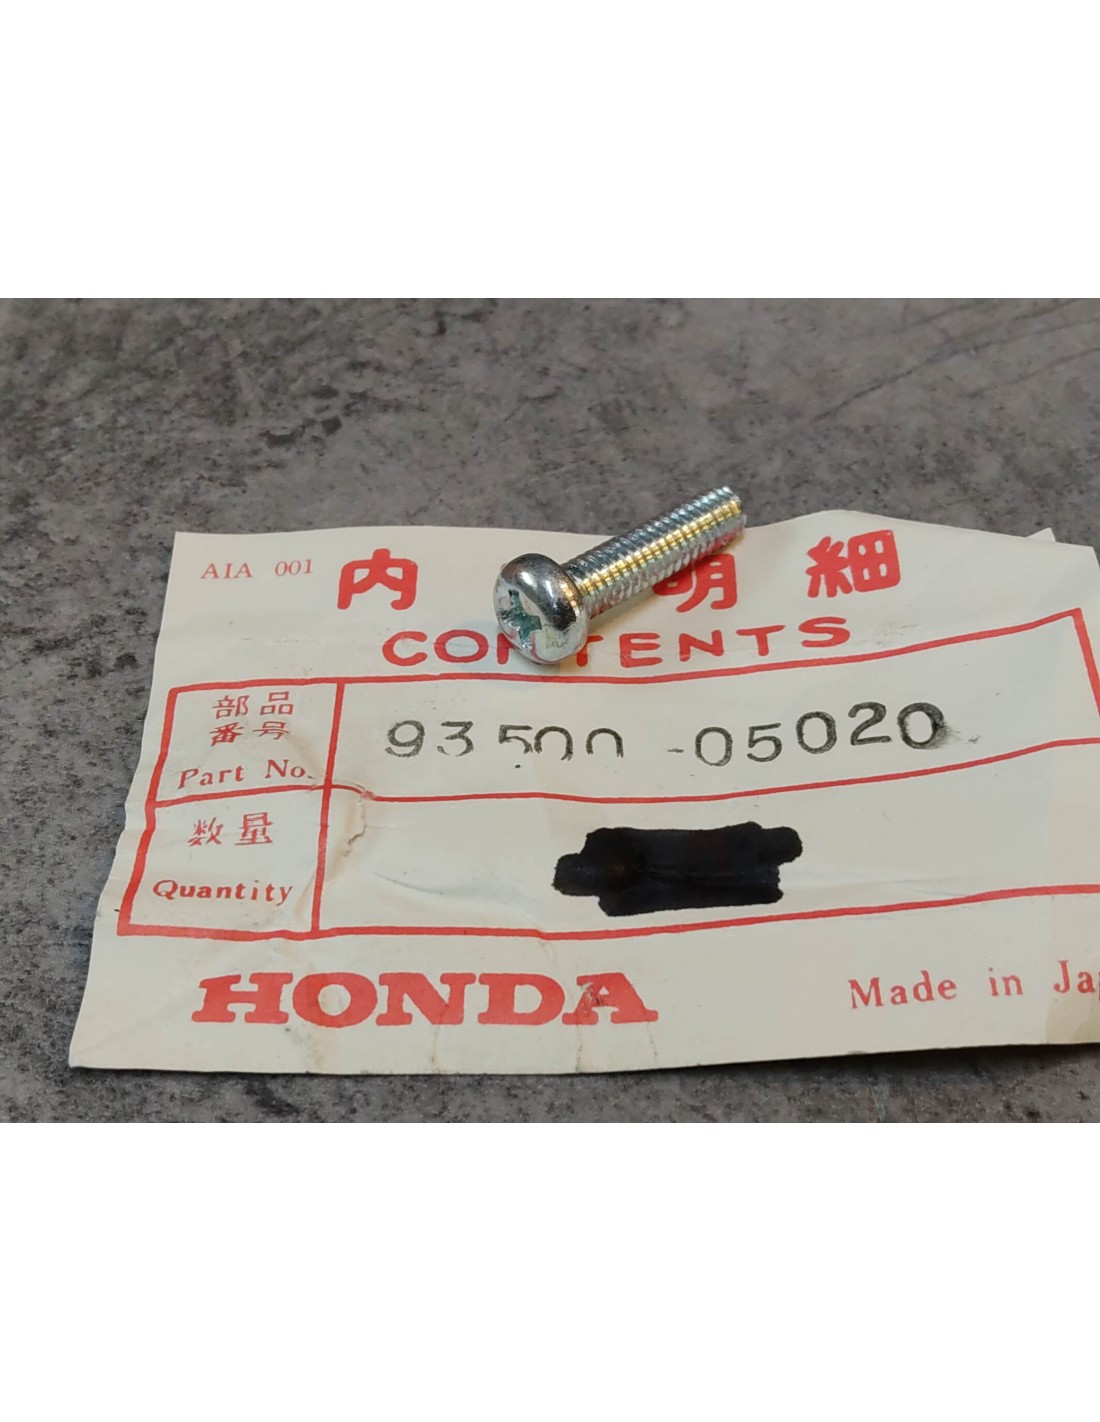 AIA 001
内 明細
CONTENTS
部品
番号
Part No.
93500-05020
数量
Quantity
HONDA
Made in Jap